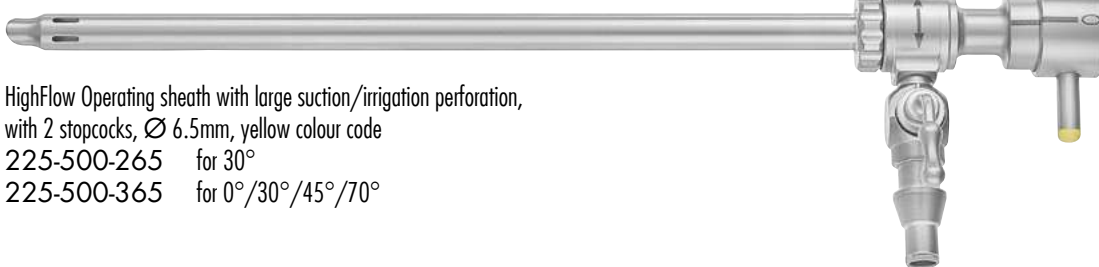 HighFlow Operating sheath with large suction/irrigation perforation,
with 2 stopcocks, Ø 6.5mm, yellow colour code
225-500-265 for 30°
225-500-365 for 0°/30°/45°/70°